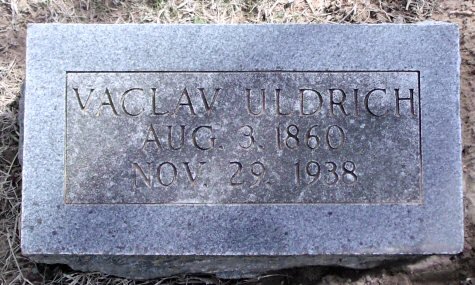 VACLAV ULDRICH
AUG. 3. 1860
NOV. 29. 1938